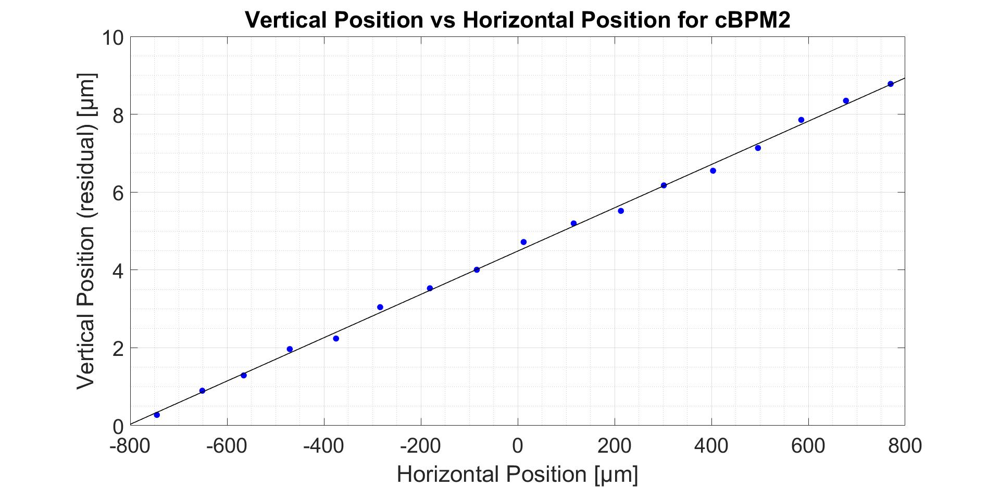 Vertical Position vs Horizontal Position for cBPM2
10
8
6
4
2
0
Vertical Position (residual) [µm]
-800 -600 -400 -200 0 200 400 600 800
Horizontal Position [µm]